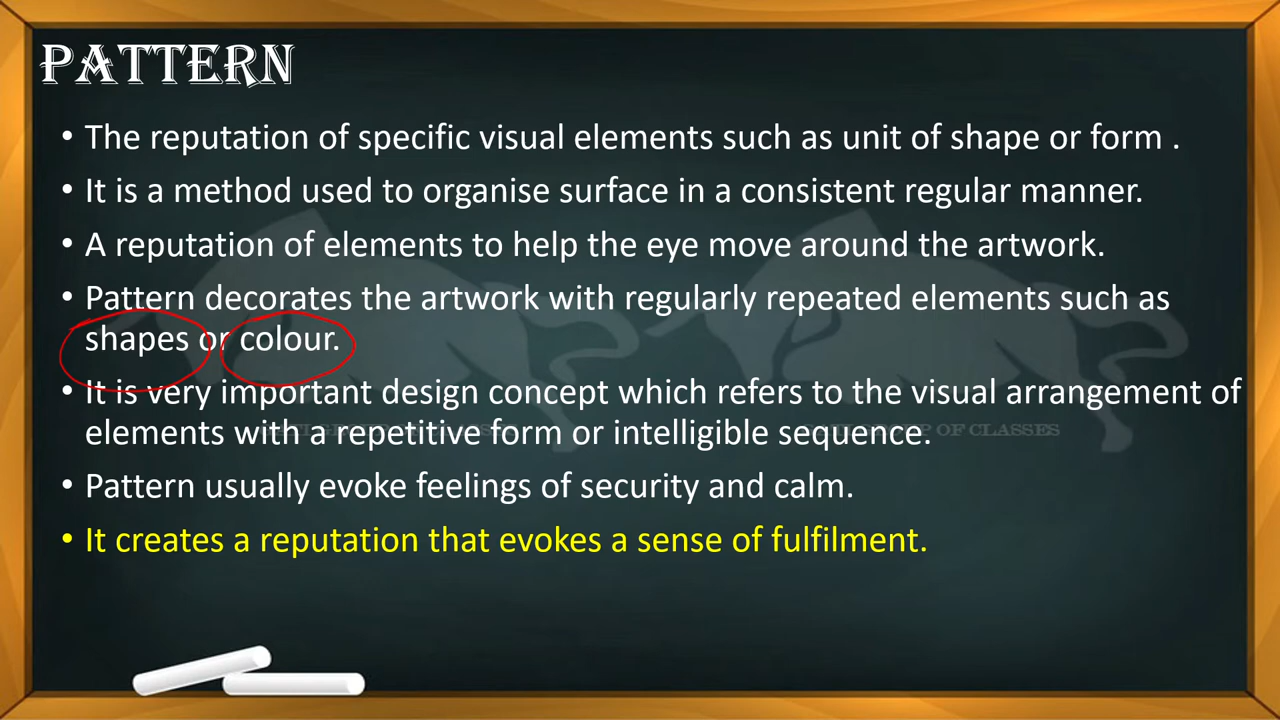 PATTERN
• The reputation of specific visual elements such as unit of shape or form .
• It is a method used to organise surface in a consistent regular manner.
• A reputation of elements to help the eye move around the artwork.
• Pattern decorates the artwork with regularly repeated elements such as
shapes or colour.
• It is very important design concept which refers to the visual arrangement of
elements with a repetitive form or intelligible sequence.
• Pattern usually evoke feelings of security and calm.
• It creates a reputation that evokes a sense of fulfilment.